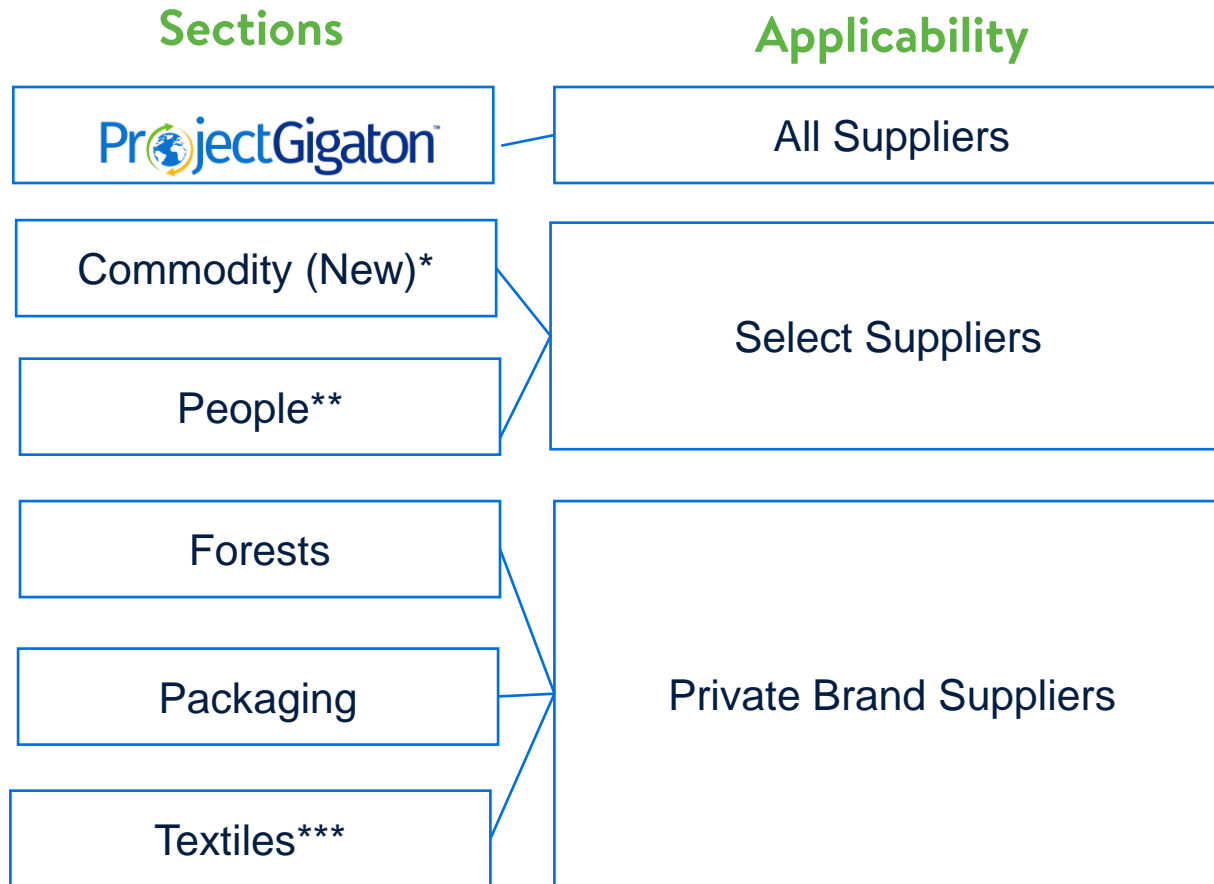 Sections
Applicability
ProjectGigaton™
All Suppliers
Commodity (New)*
Select Suppliers
People**
Forests
Packaging
Private Brand Suppliers
Textiles***